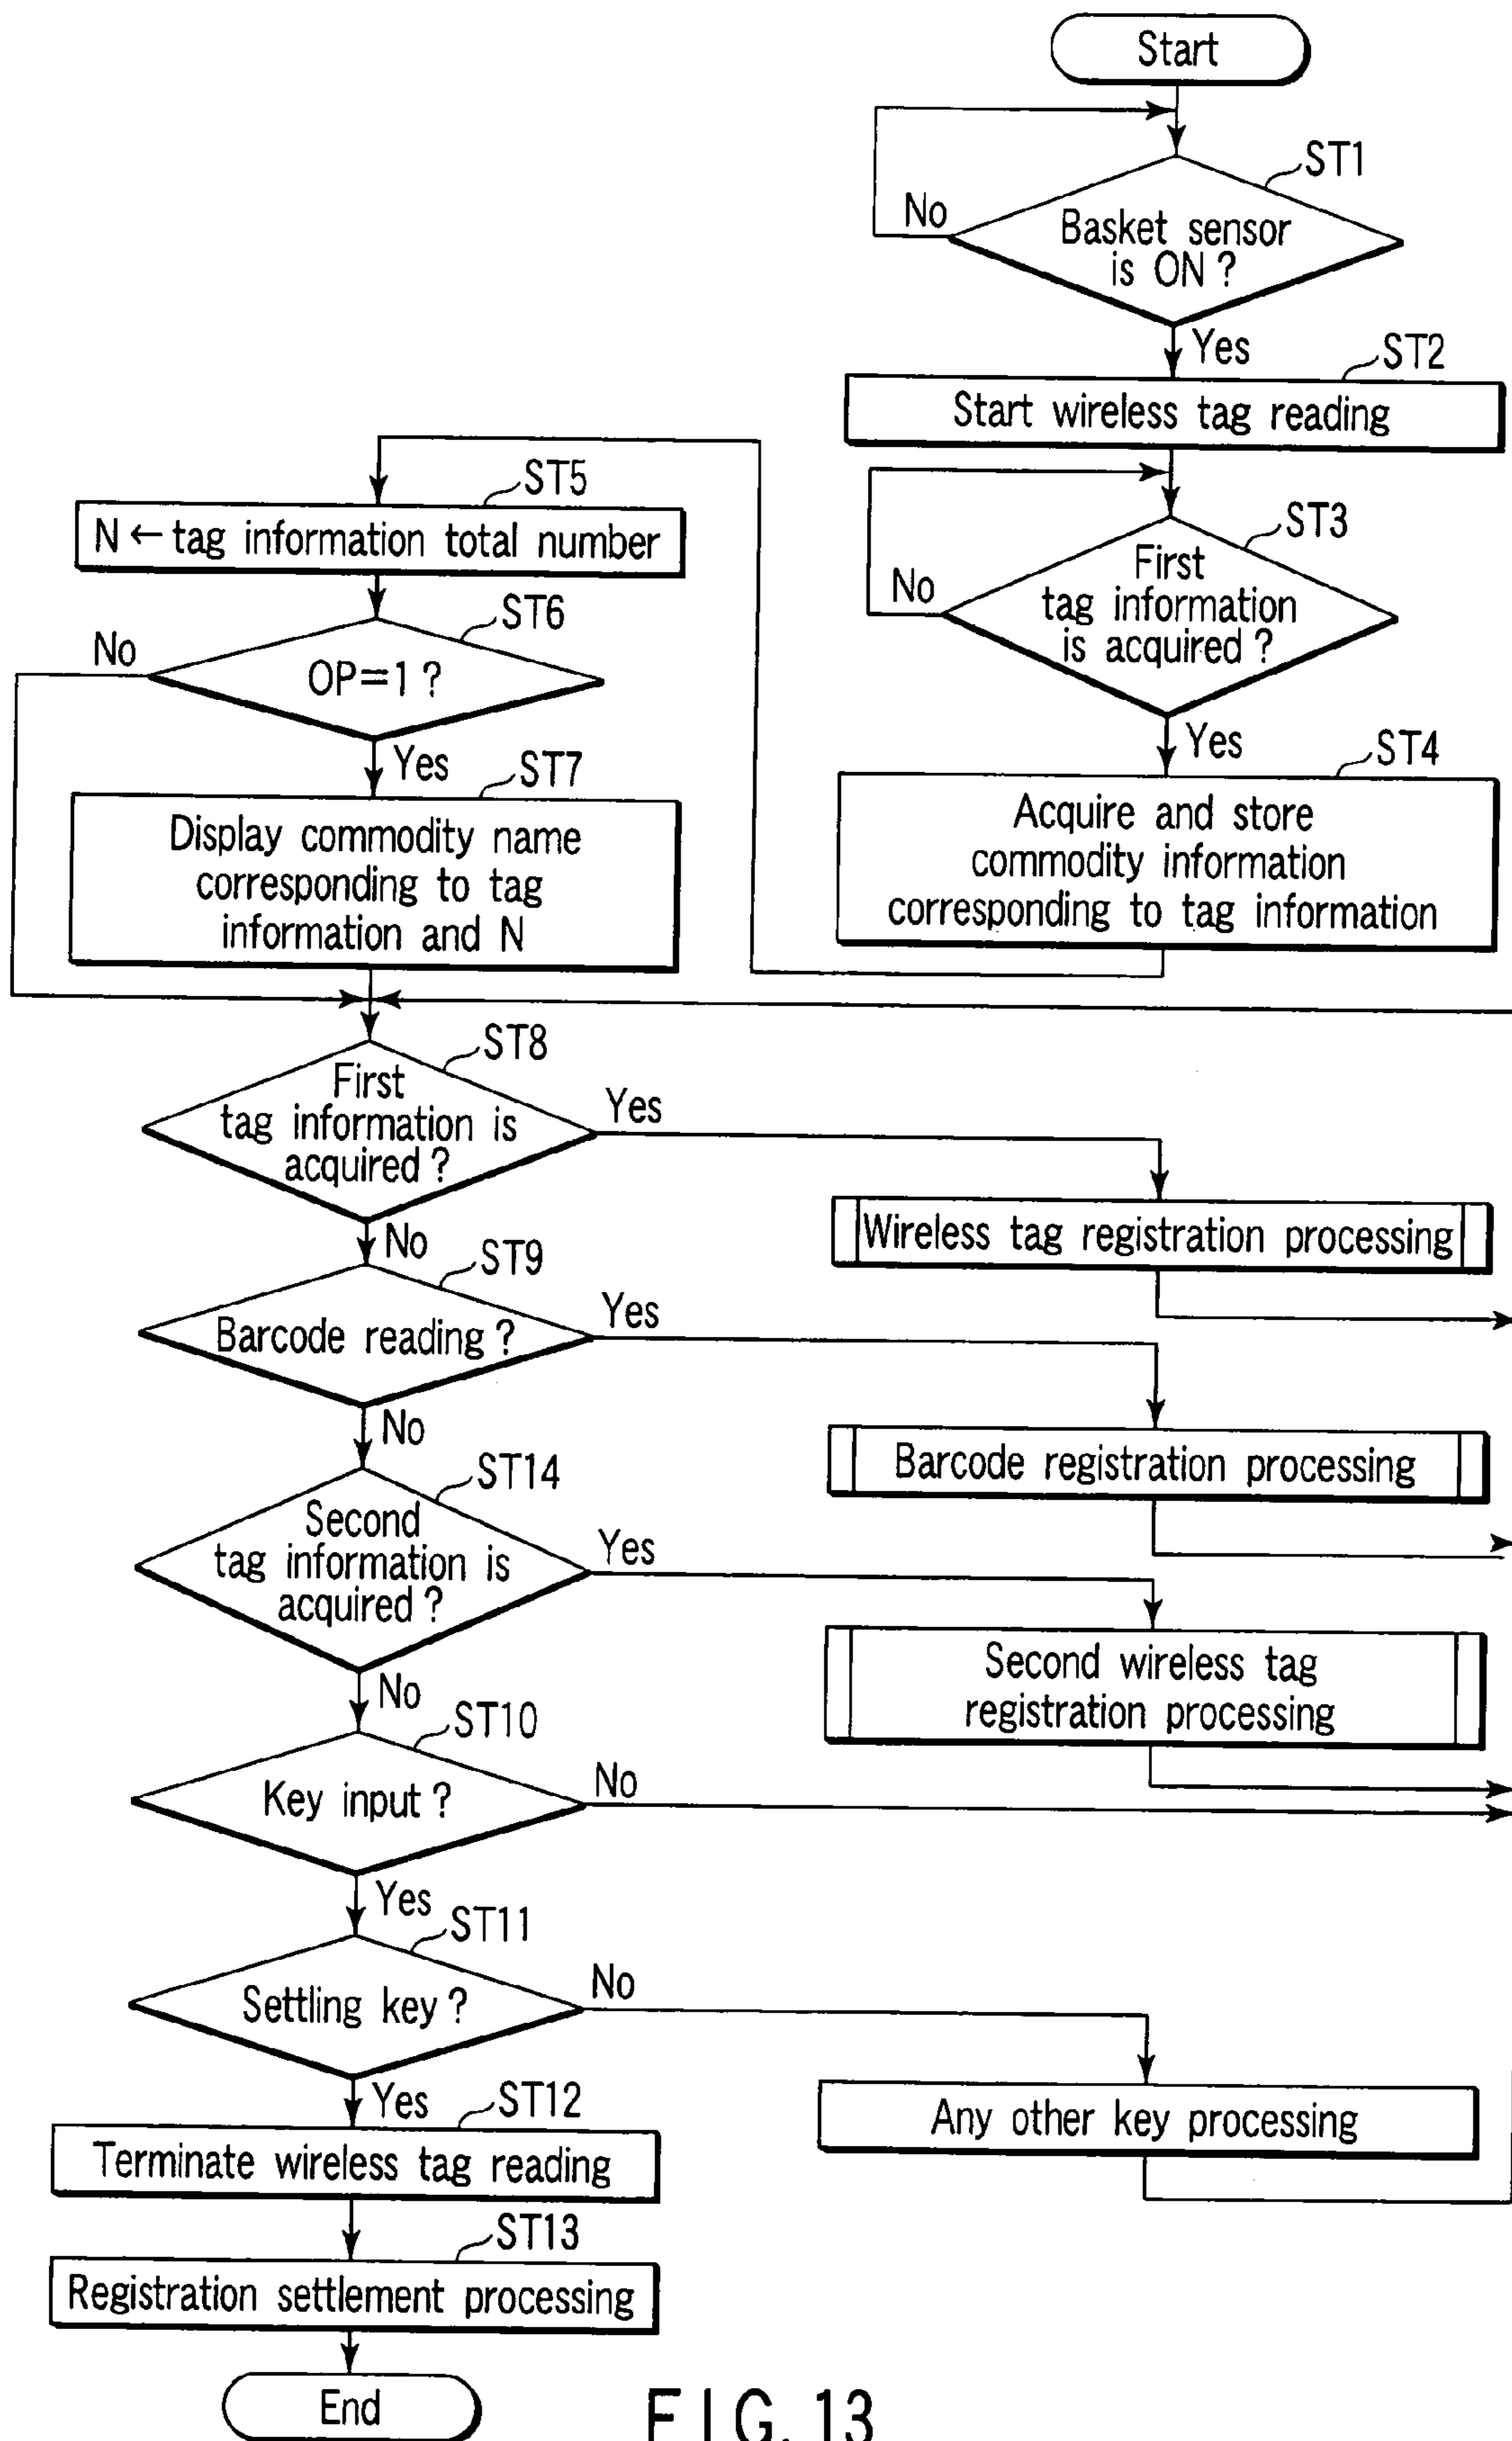 Start
ST1
No
Basket sensor
is ON ?
Yes
ST2
Start wireless tag reading
ST3
First
tag information
is acquired ?
No
Yes
ST4
Acquire and store
commodity information
corresponding to tag information
ST5
N ← tag information total number
ST6
No
OP=1 ?
Yes
ST7
Display commodity name
corresponding to tag
information and N
ST8
First
tag information is
acquired ?
Yes
Wireless tag registration processing
No
ST9
Barcode reading ?
Yes
Barcode registration processing
No
ST14
Second
tag information is
acquired ?
Yes
Second wireless tag
registration processing
No
ST10
Key input ?
No
Yes
ST11
Settling key ?
No
Any other key processing
Yes
ST12
Terminate wireless tag reading
ST13
Registration settlement processing
End
FIG. 13